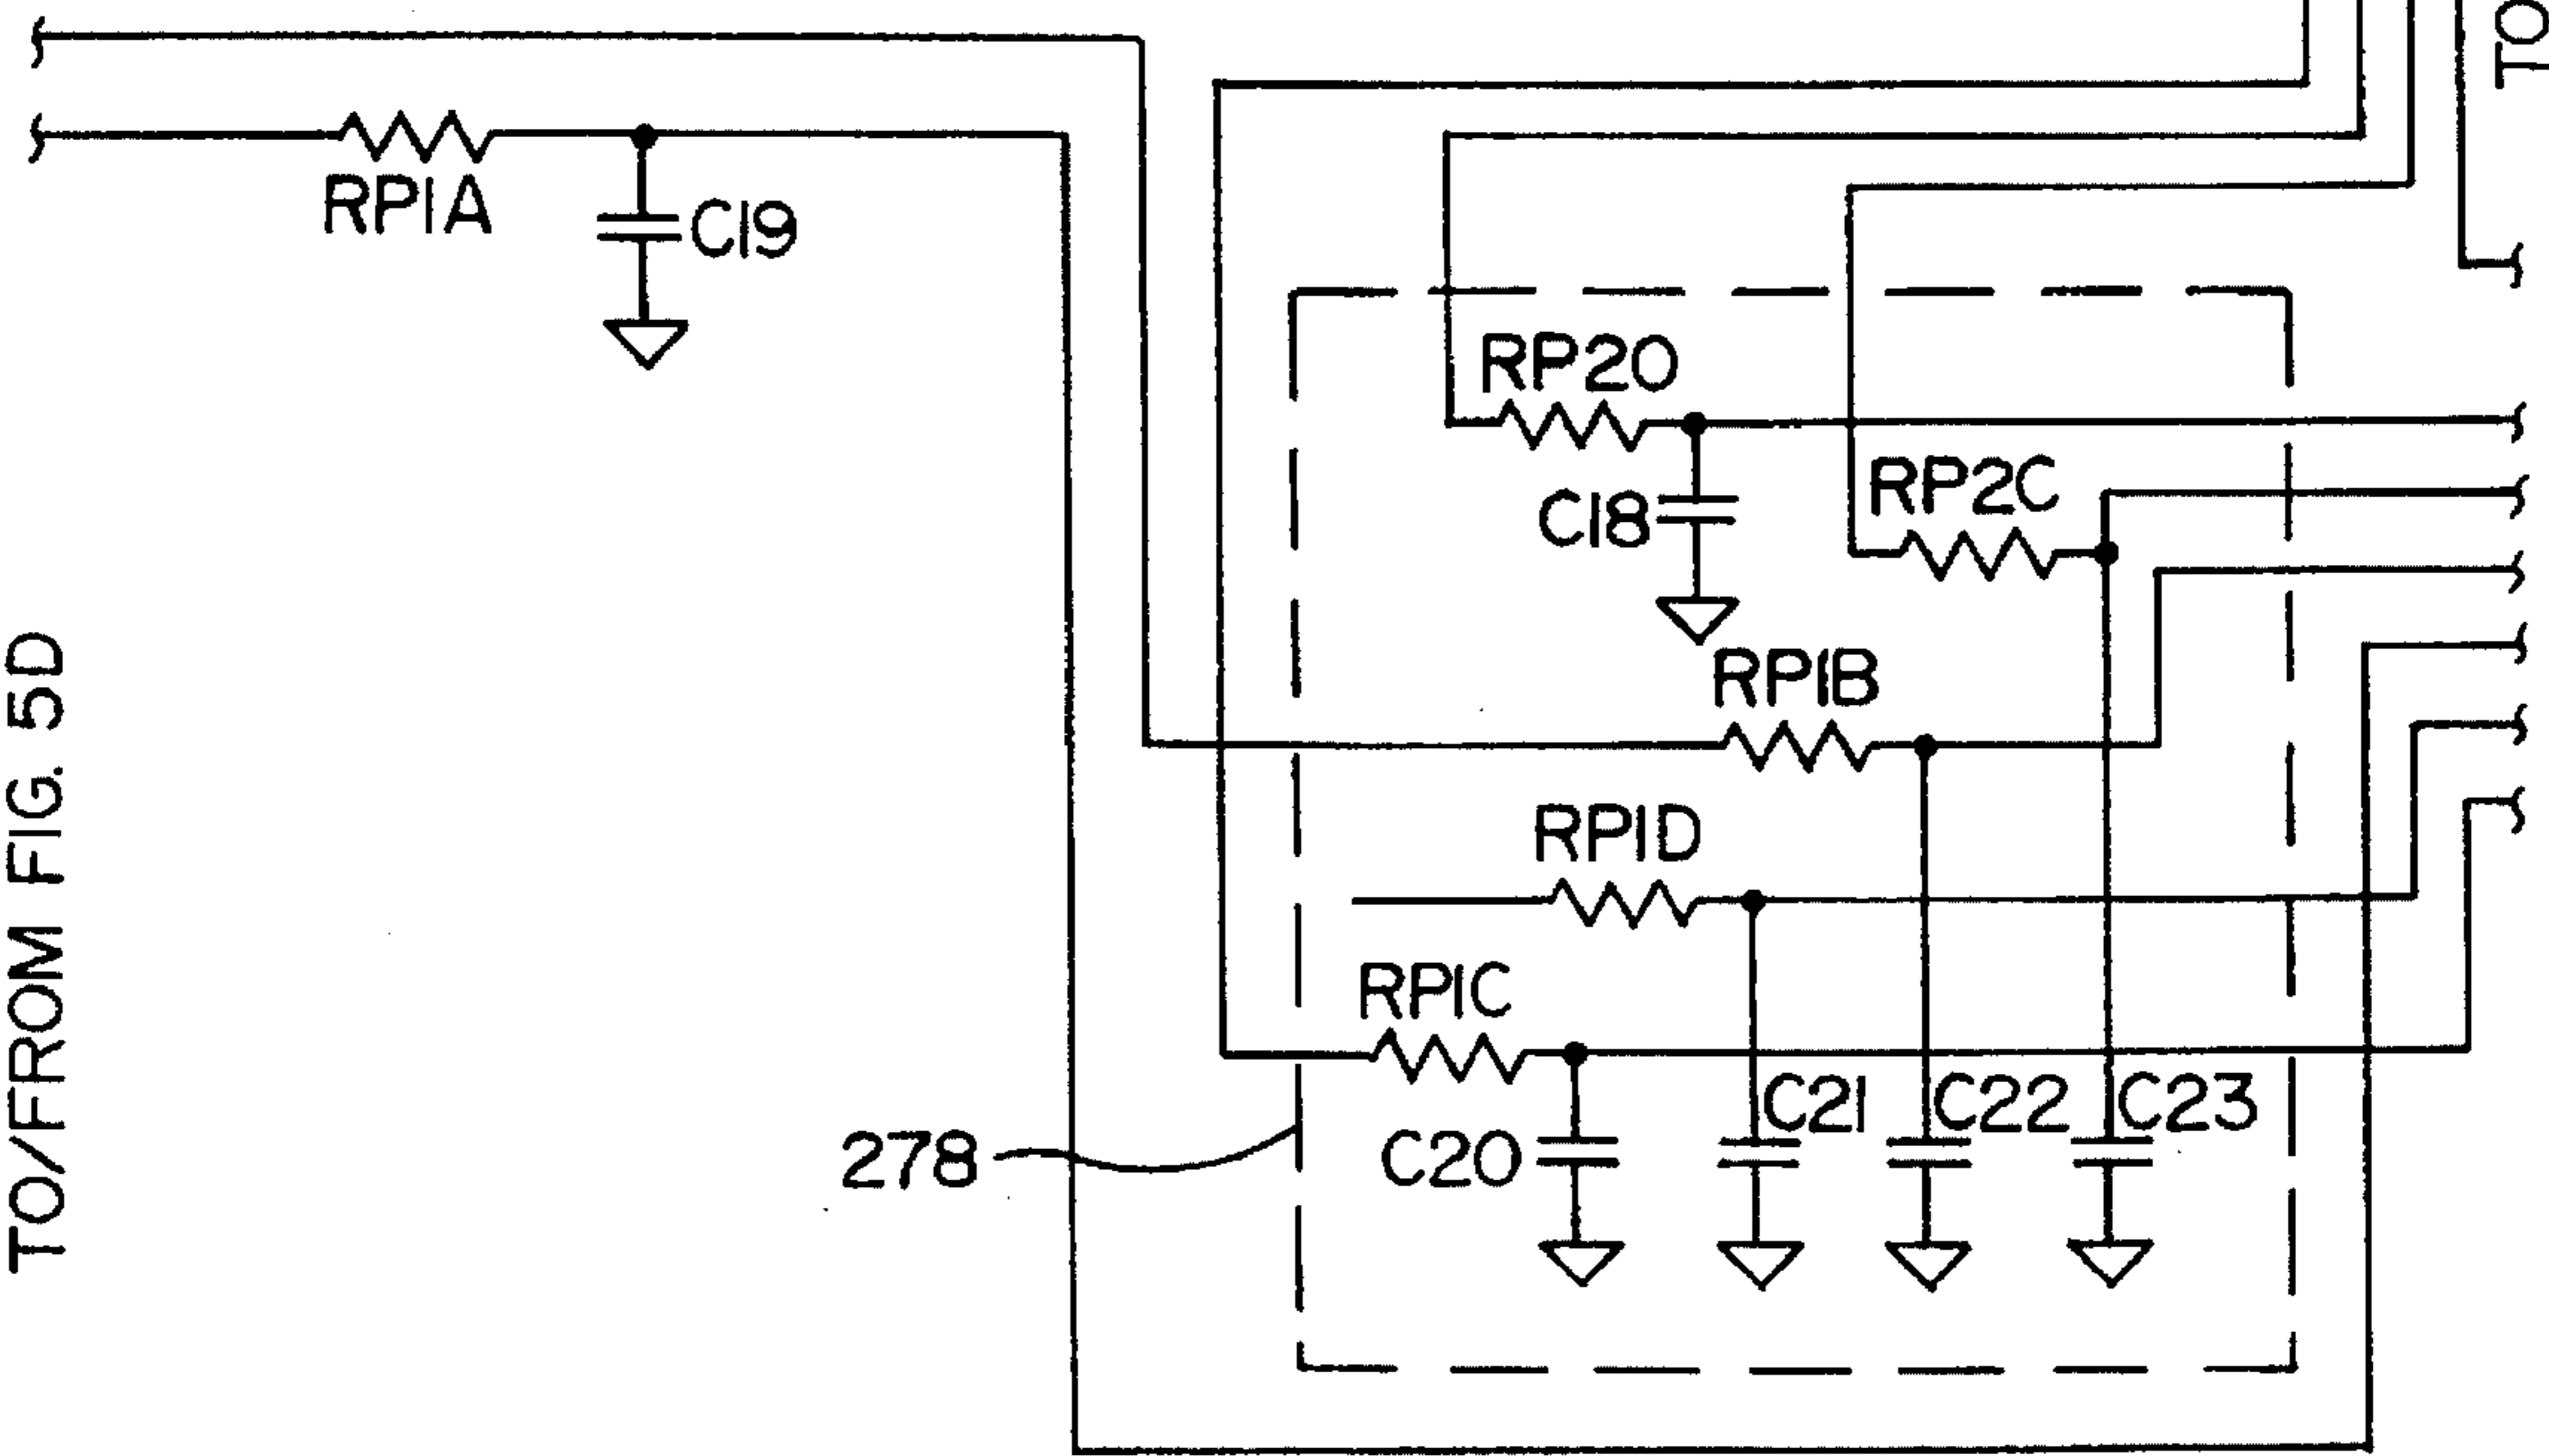 TO
RP1A
C19
RP20
C18
RP2C
RP1B
RP1D
RP1C
C20
C21
C22
C23
278
TO/FROM FIG. 5D